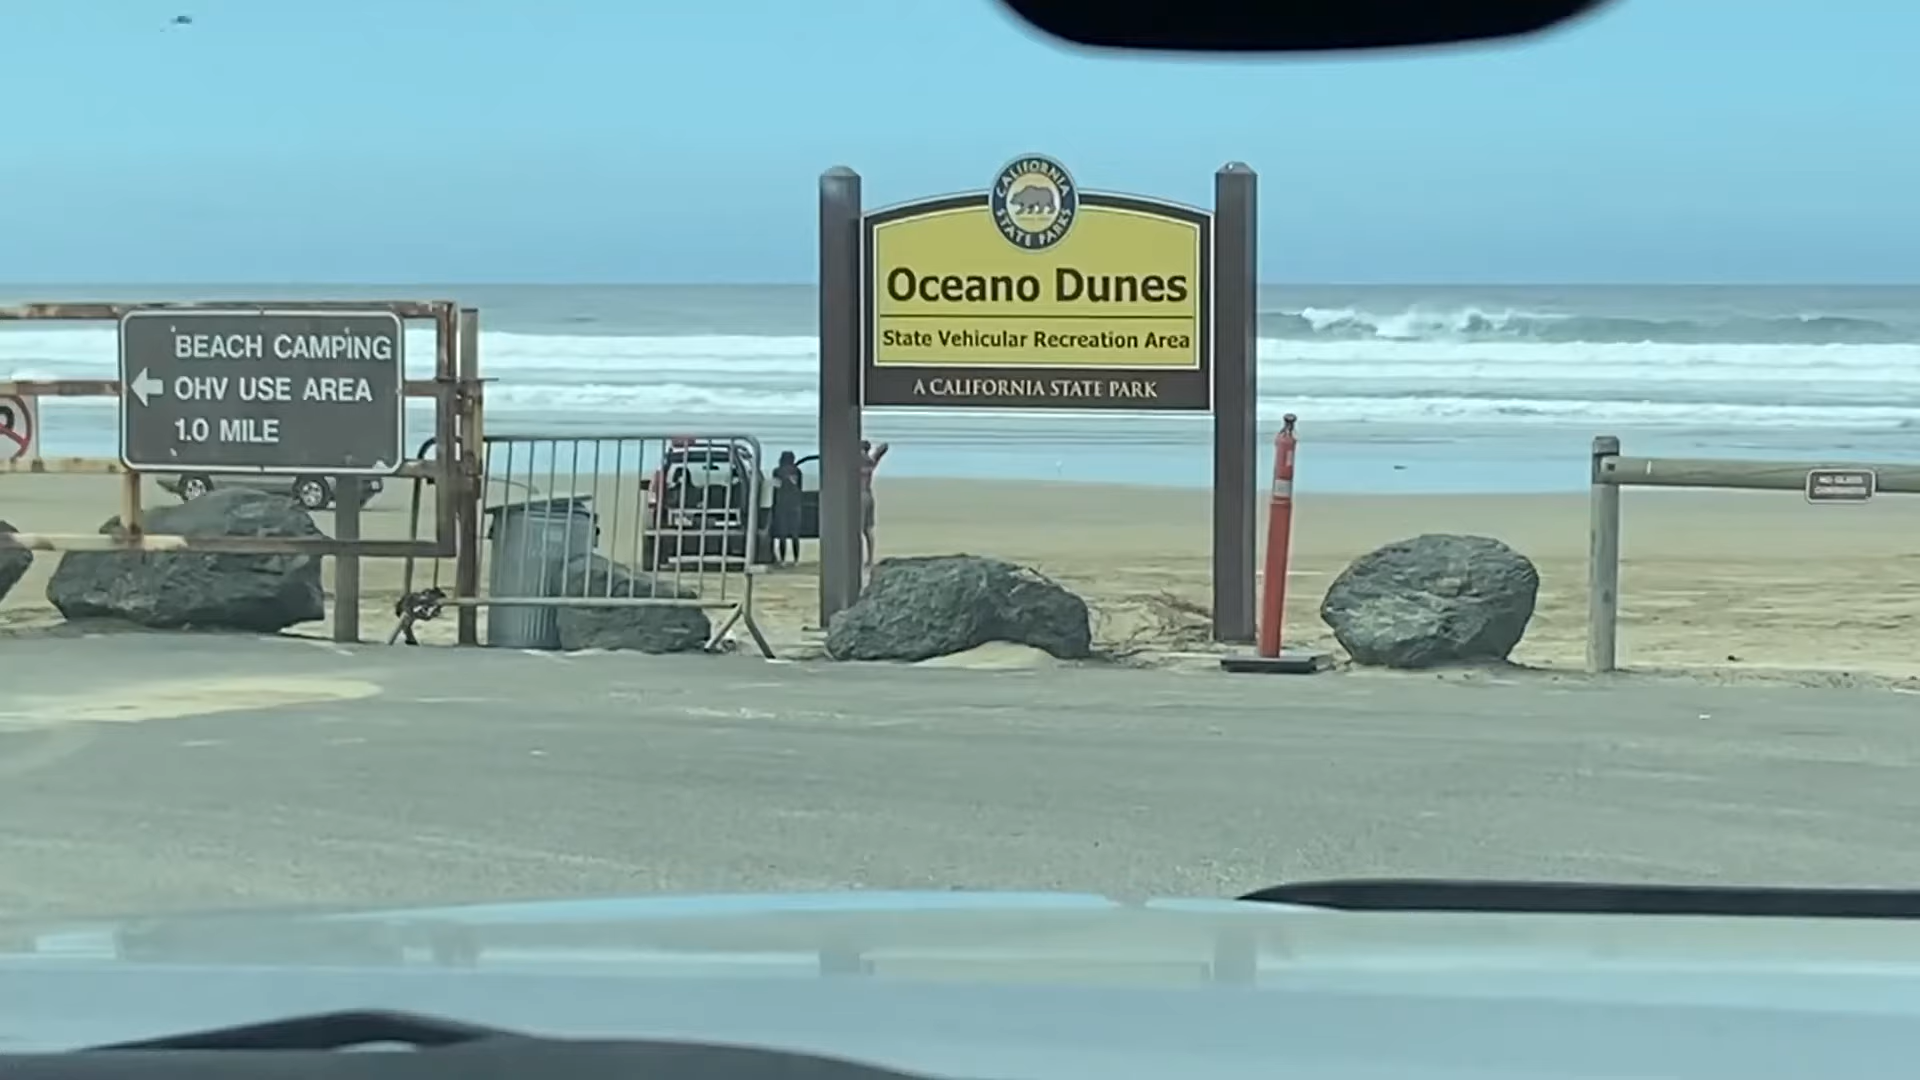 BEACH CAMPING
OHV USE AREA
1.0 MILE
CALIFORNIA
STATE PARKS
Oceano Dunes
State Vehicular Recreation Area
A CALIFORNIA STATE PARK